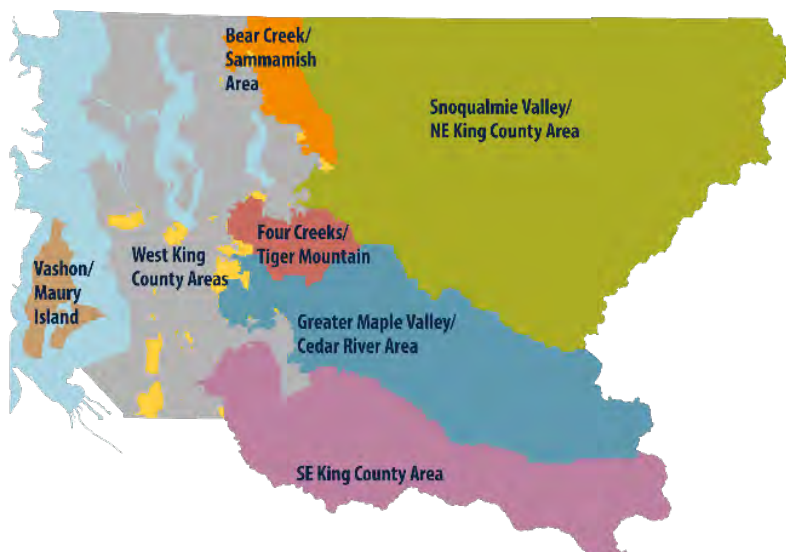 Bear Creek/
Sammamish
Area
Snoqualmie Valley/
NE King County Area
Four Creeks/
Tiger Mountain
West King
County Areas
Vashon/
Maury
Island
Greater Maple Valley/
Cedar River Area
SE King County Area